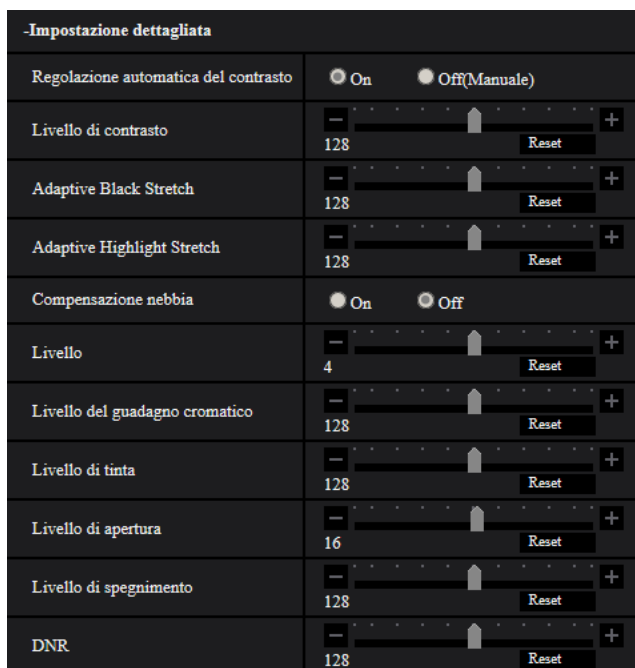 -Impostazione dettagliata
Regolazione automatica del contrasto On Off(Manuale)
Livello di contrasto
128 Reset
Adaptive Black Stretch
128 Reset
Adaptive Highlight Stretch
128 Reset
Compensazione nebbia On Off
Livello
4 Reset
Livello del guadagno cromatico
128 Reset
Livello di tinta
128 Reset
Livello di apertura
16 Reset
Livello di spegnimento
128 Reset
DNR
128 Reset